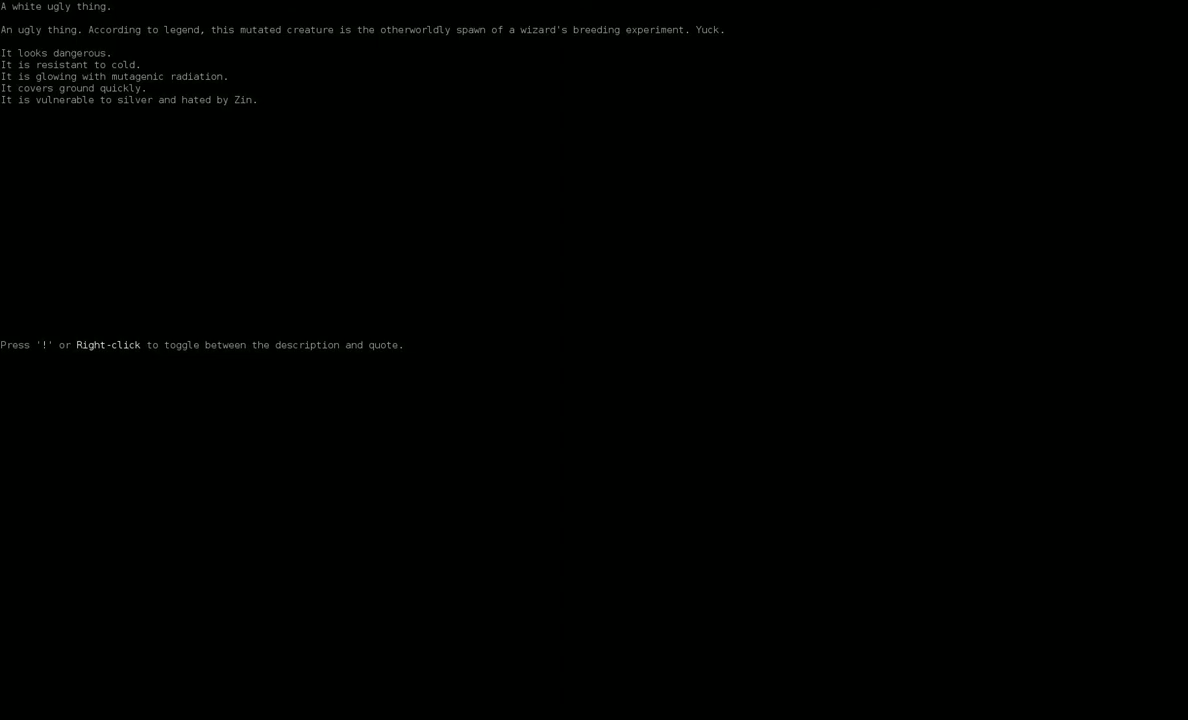 A white ugly thing.
An ugly thing. According to legend, this mutated creature is the otherworldly spawn of a wizard's breeding experiment. Yuck.
It looks dangerous.
It is resistant to cold.
It is glowing with mutagenic radiation.
It covers ground quickly.
It is vulnerable to silver and hated by Zin.
Press '!' or Right-click to toggle between the description and quote.